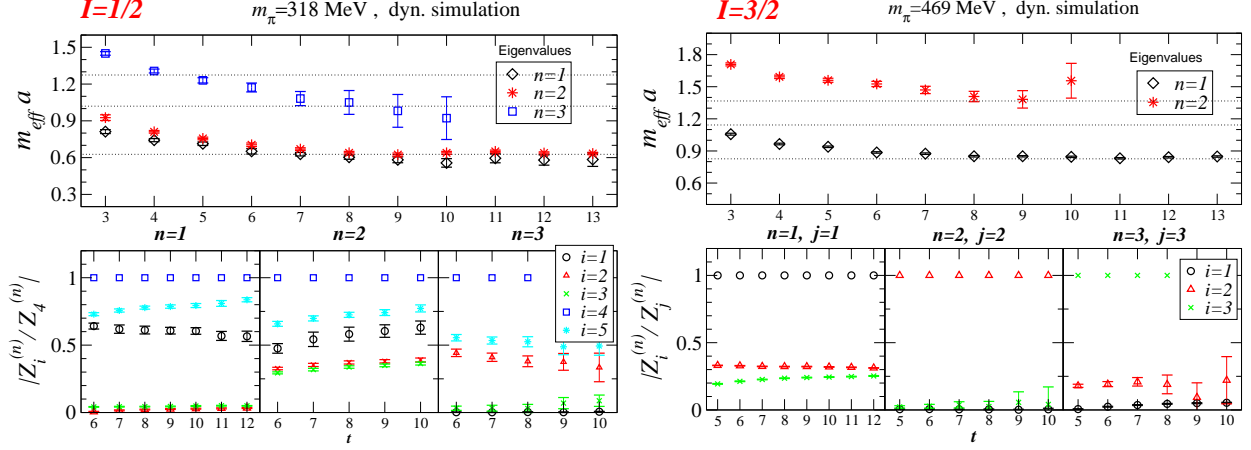 I=1/2
m_π=318 MeV , dyn. simulation
m_eff a
1.5
1.2
0.9
0.6
0.3
Eigenvalues
n=1
n=2
n=3
3 4 5 6 7 8 9 10 11 12 13
n=1 n=2 n=3
|Z_i^(n) / Z_4^(n)|
1
0.5
0
i=1
i=2
i=3
i=4
i=5
6 7 8 9 10 11 12 6 7 8 9 10 6 7 8 9 10
t
I=3/2
m_π=469 MeV , dyn. simulation
m_eff a
1.8
1.5
1.2
0.9
0.6
Eigenvalues
n=1
n=2
3 4 5 6 7 8 9 10 11 12 13
n=1, j=1 n=2, j=2 n=3, j=3
|Z_i^(n) / Z_j^(n)|
1
0.5
0
i=1
i=2
i=3
5 6 7 8 9 10 11 12 5 6 7 8 9 10 5 6 7 8 9 10
t